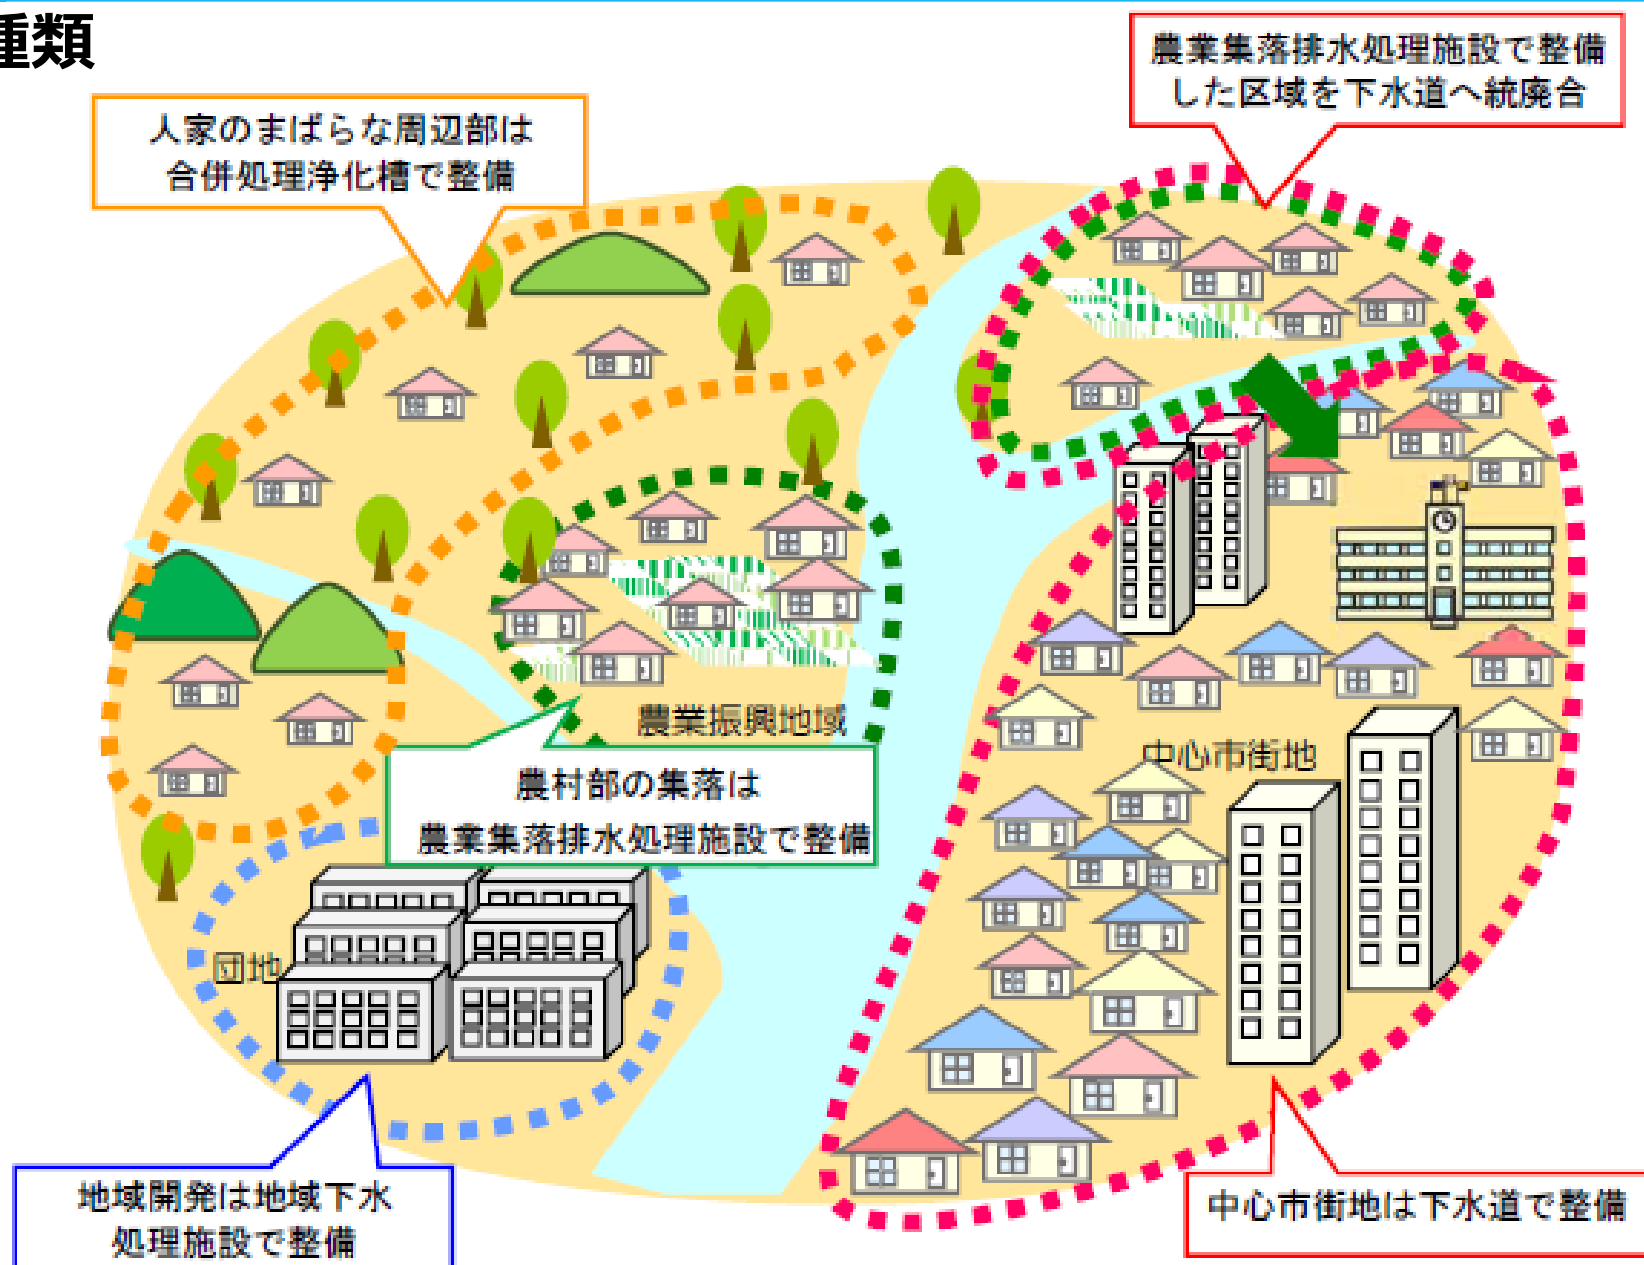 種類
農業集落排水処理施設で整備
した区域を下水道へ統廃合
人家のまばらな周辺部は
合併処理浄化槽で整備
農業振興地域
中心市街地
農村部の集落は
農業集落排水処理施設で整備
団地
地域開発は地域下水
処理施設で整備
中心市街地は下水道で整備